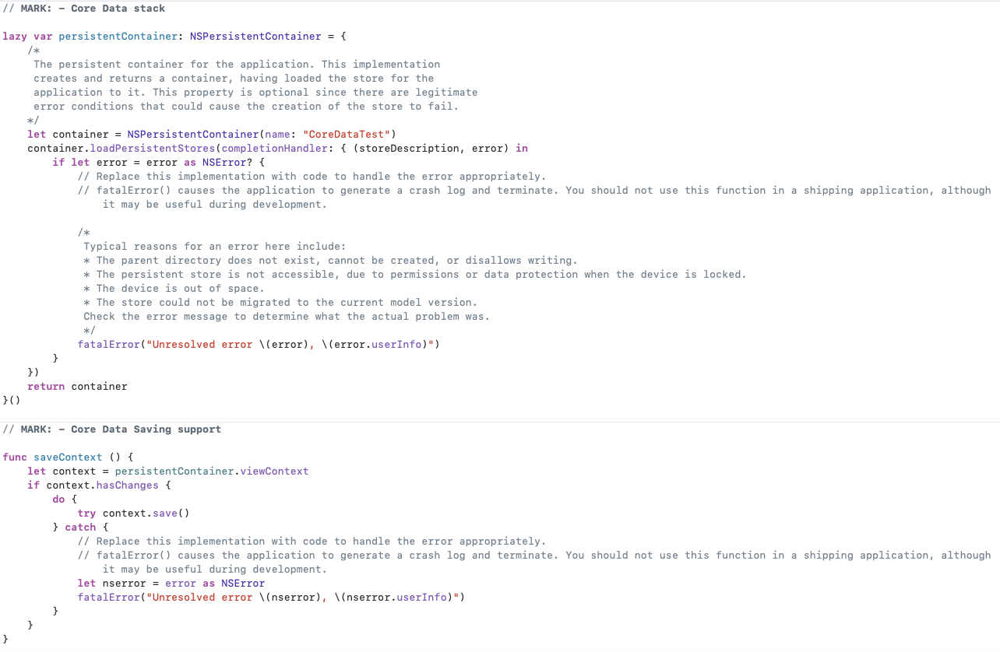 // MARK: - Core Data stack
lazy var persistentContainer: NSPersistentContainer = {
    /*
     The persistent container for the application. This implementation
     creates and returns a container, having loaded the store for the
     application to it. This property is optional since there are legitimate
     error conditions that could cause the creation of the store to fail.
    */
    let container = NSPersistentContainer(name: "CoreDataTest")
    container.loadPersistentStores(completionHandler: { (storeDescription, error) in
        if let error = error as NSError? {
            // Replace this implementation with code to handle the error appropriately.
            // fatalError() causes the application to generate a crash log and terminate. You should not use this function in a shipping application, although
                it may be useful during development.
            /*
             Typical reasons for an error here include:
             * The parent directory does not exist, cannot be created, or disallows writing.
             * The persistent store is not accessible, due to permissions or data protection when the device is locked.
             * The device is out of space.
             * The store could not be migrated to the current model version.
             Check the error message to determine what the actual problem was.
             */
            fatalError("Unresolved error \(error), \(error.userInfo)")
        }
    })
    return container
}()
// MARK: - Core Data Saving support
func saveContext () {
    let context = persistentContainer.viewContext
    if context.hasChanges {
        do {
            try context.save()
        } catch {
            // Replace this implementation with code to handle the error appropriately.
            // fatalError() causes the application to generate a crash log and terminate. You should not use this function in a shipping application, although
                it may be useful during development.
            let nserror = error as NSError
            fatalError("Unresolved error \(nserror), \(nserror.userInfo)")
        }
    }
}